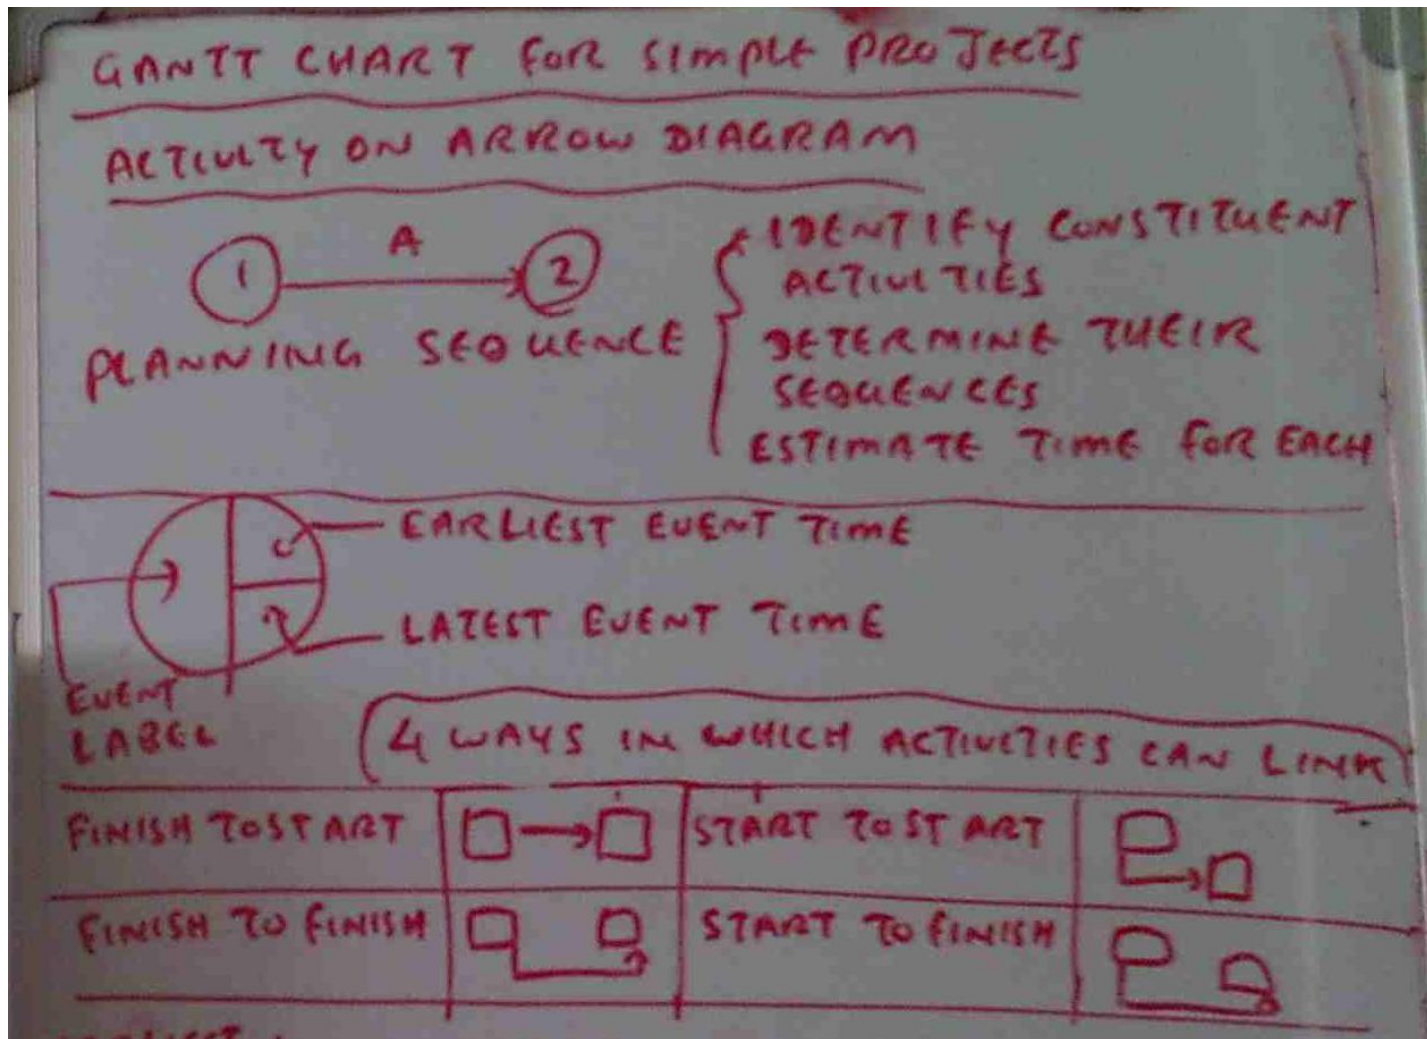 GANTT CHART FOR SIMPLE PROJECTS
ACTIVITY ON ARROW DIAGRAM
1 A 2
PLANNING SEQUENCE
IDENTIFY CONSTITUENT
ACTIVITIES
DETERMINE THEIR
SEQUENCES
ESTIMATE TIME FOR EACH
EARLIEST EVENT TIME
LATEST EVENT TIME
EVENT
LABEL
4 WAYS IN WHICH ACTIVITIES CAN LINK
FINISH TO START
START TO START
FINISH TO FINISH
START TO FINISH